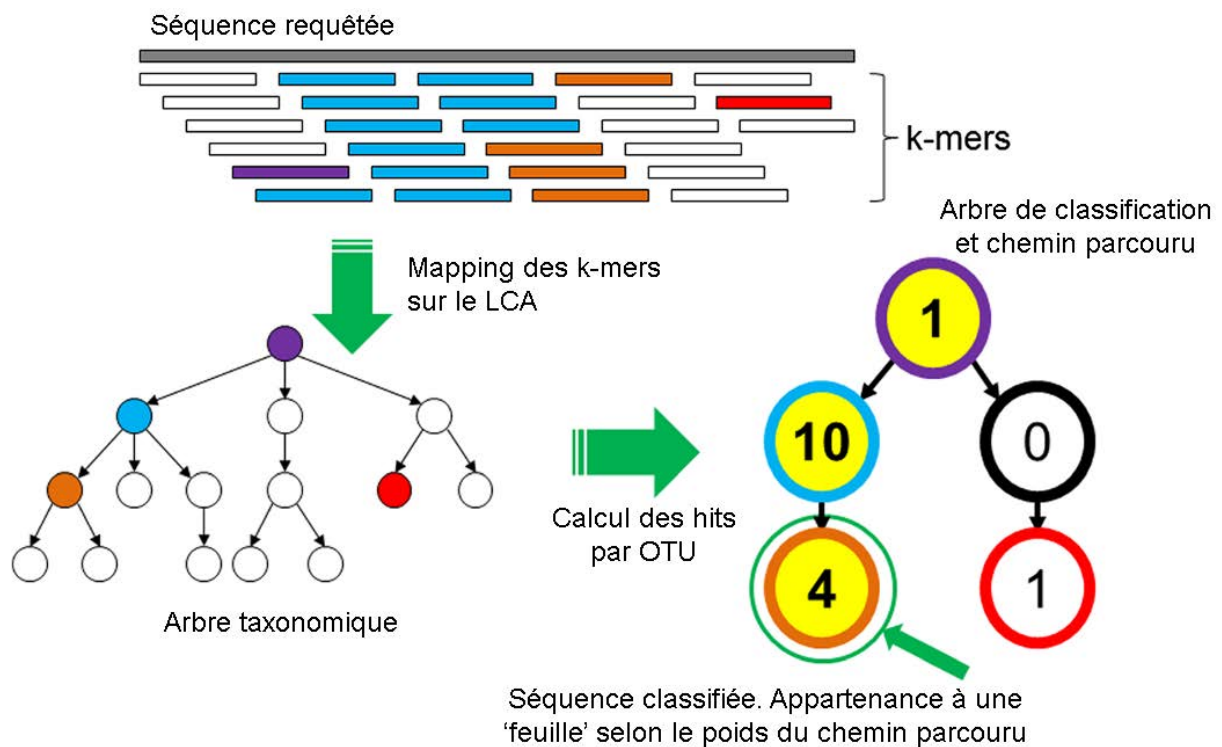 Séquence requêtée
k-mers
Mapping des k-mers
sur le LCA
Arbre de classification
et chemin parcouru
1
10
0
4
1
Calcul des hits
par OTU
Arbre taxonomique
Séquence classifiée. Appartenance à une
‘feuille’ selon le poids du chemin parcouru